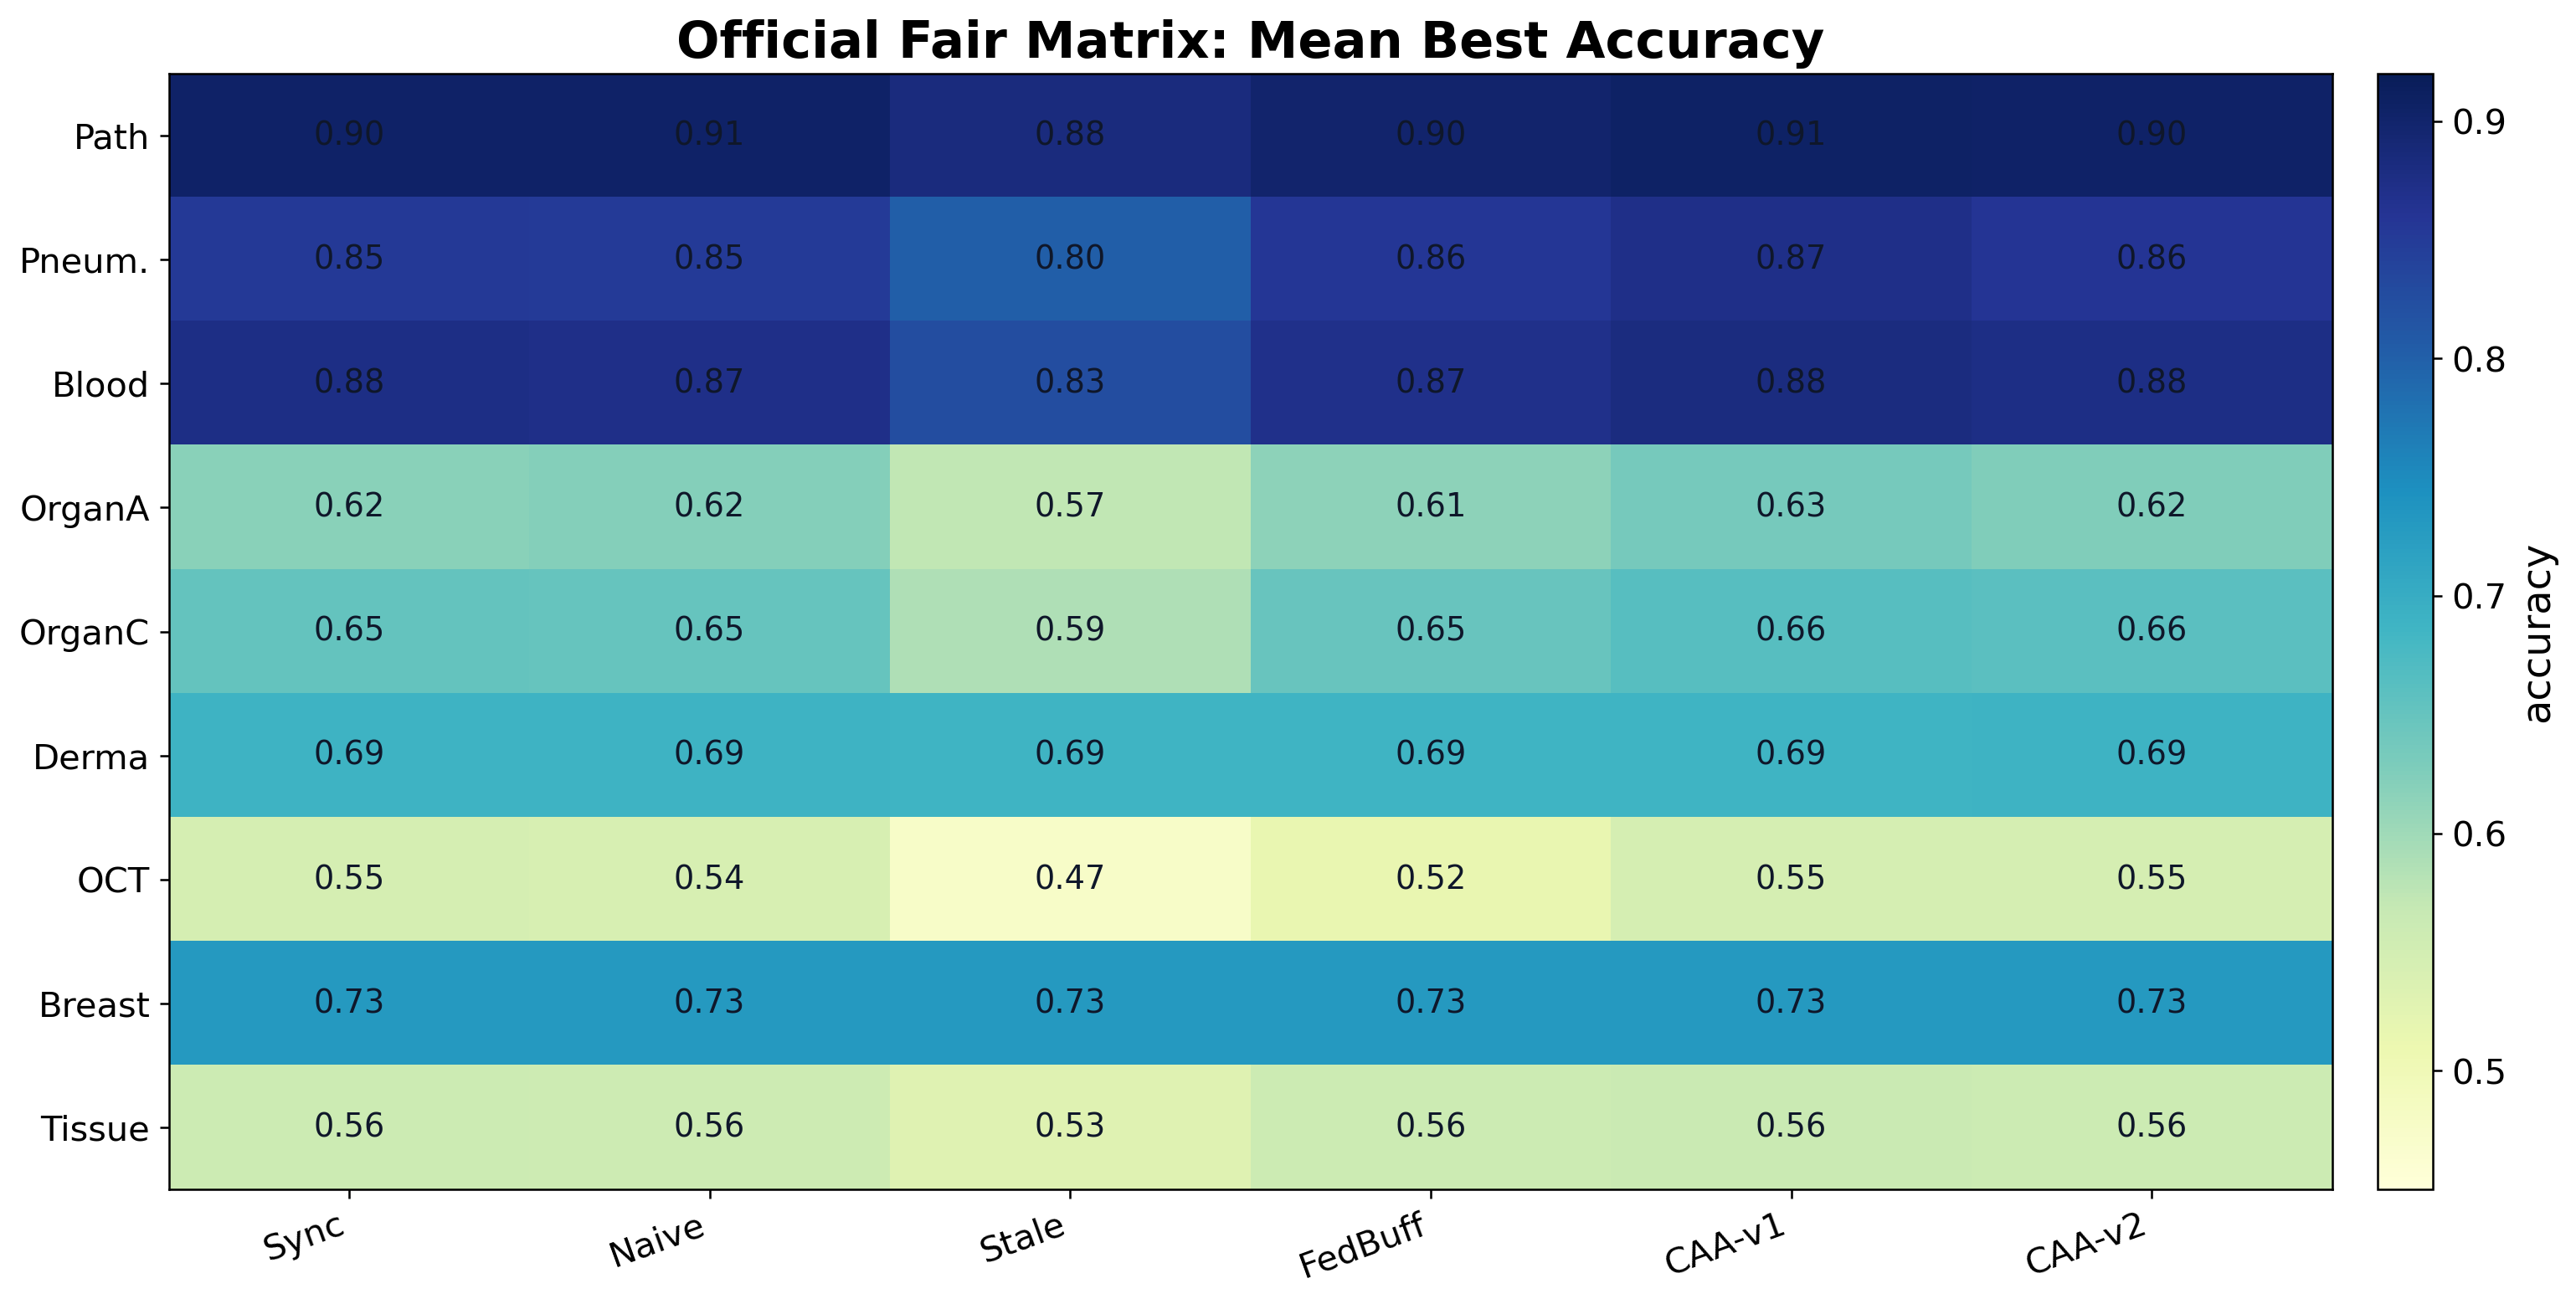 Official Fair Matrix: Mean Best Accuracy
Path 0.90 0.91 0.88 0.90 0.91 0.90
Pneum. 0.85 0.85 0.80 0.86 0.87 0.86
Blood 0.88 0.87 0.83 0.87 0.88 0.88
OrganA 0.62 0.62 0.57 0.61 0.63 0.62
OrganC 0.65 0.65 0.59 0.65 0.66 0.66
Derma 0.69 0.69 0.69 0.69 0.69 0.69
OCT 0.55 0.54 0.47 0.52 0.55 0.55
Breast 0.73 0.73 0.73 0.73 0.73 0.73
Tissue 0.56 0.56 0.53 0.56 0.56 0.56
Sync Naive Stale FedBuff CAA-v1 CAA-v2
0.9
0.8
0.7
0.6
0.5
accuracy